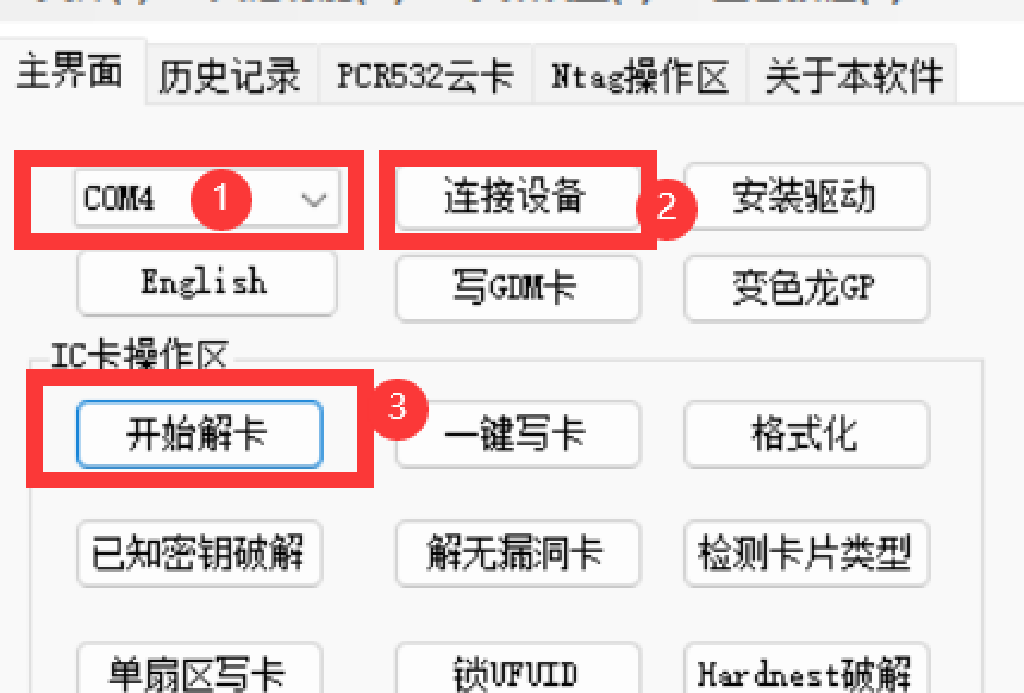 主界面 历史记录 PCR532云卡 Ntag操作区 关于本软件
COM4 1 连接设备 2 安装驱动
English 写GDM卡 变色龙GP
IC卡操作区
开始解卡 3 一键写卡 格式化
已知密钥破解 解无漏洞卡 检测卡片类型
单扇区写卡 锁UFUID Hardnest破解